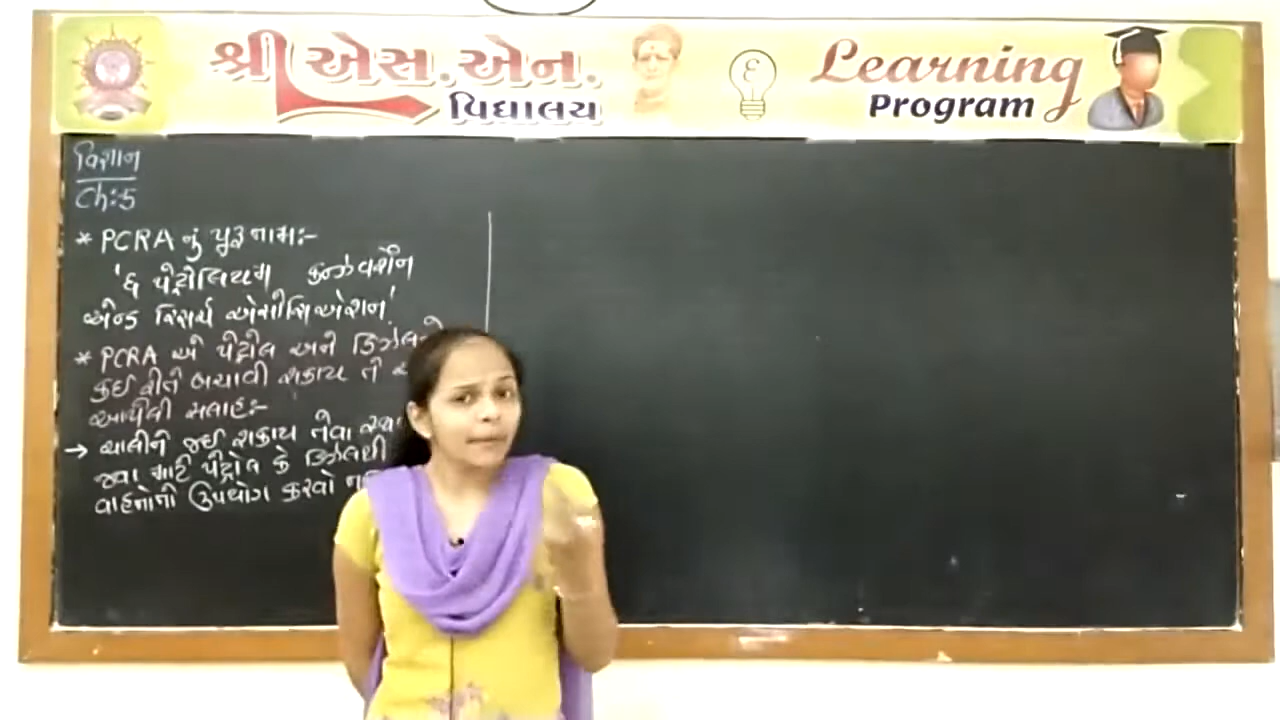 શ્રી એસ.એન.
વિદ્યાલય
Learning
Program
વિજ્ઞાન
Ch:5
* PCRA નું પૂરૂ નામ:-
'ધ પેટ્રોલિયમ કન્ઝર્વેશન
એન્ડ રિસર્ચ એસોસિએશન'
* PCRA એ પેટ્રોલ અને ડિઝલને
કઈ રીતે બચાવી શકાય તે
આપેલી સલાહ:-
→ ચાલીને જઈ શકાય તેવા
જવા માટે પેટ્રોલ કે ડિઝલથી
વાહનોનો ઉપયોગ કરવો